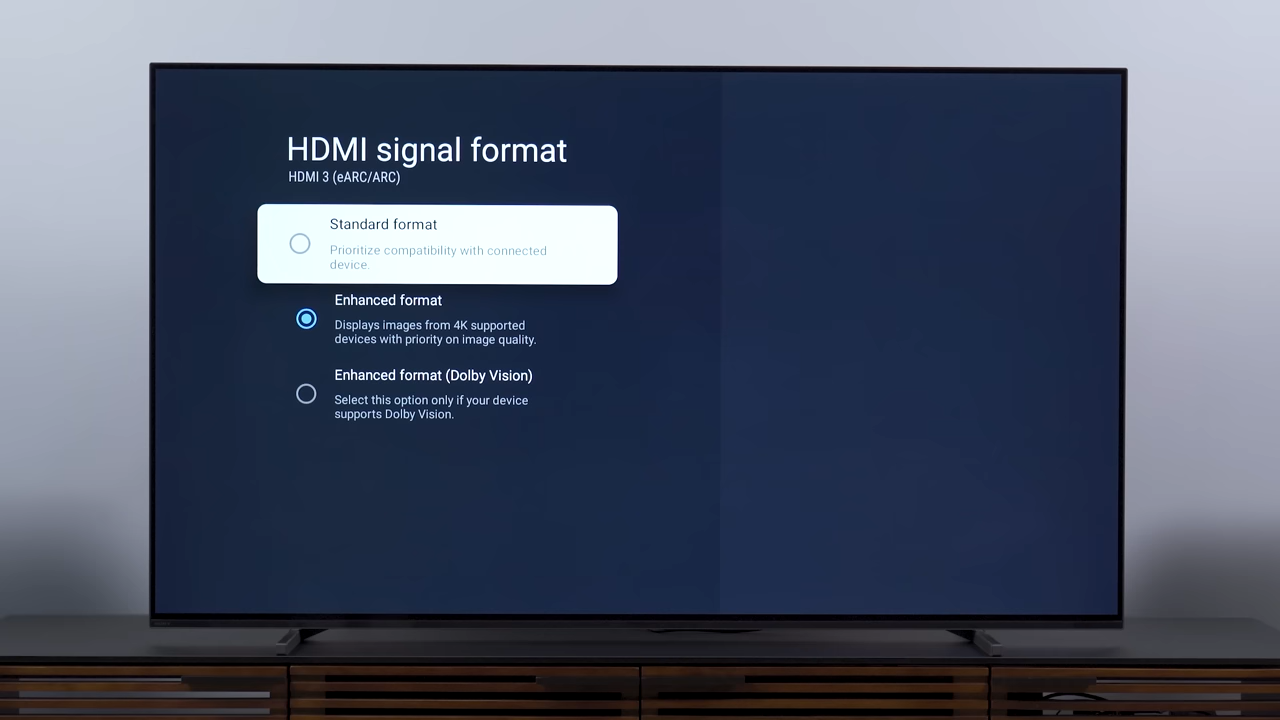 HDMI signal format
HDMI 3 (eARC/ARC)
Standard format
Prioritize compatibility with connected
device.
Enhanced format
Displays images from 4K supported
devices with priority on image quality.
Enhanced format (Dolby Vision)
Select this option only if your device
supports Dolby Vision.